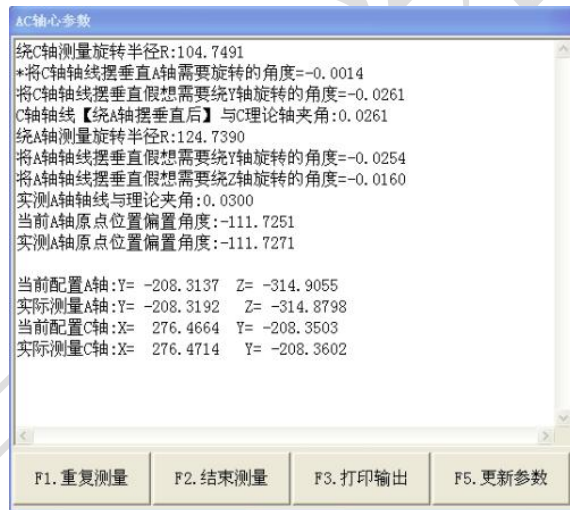 AC轴心参数
绕C轴测量旋转半径R:104.7491
*将C轴轴线摆垂直A轴需要旋转的角度=-0.0014
将C轴轴线摆垂直假想需要绕Y轴旋转的角度=-0.0261
C轴轴线【绕A轴摆垂直后】与C理论轴夹角:0.0261
绕A轴测量旋转半径R:124.7390
将A轴轴线摆垂直假想需要绕Y轴旋转的角度=-0.0254
将A轴轴线摆垂直假想需要绕Z轴旋转的角度=-0.0160
实测A轴轴线与理论夹角:0.0300
当前A轴原点位置偏置角度:-111.7251
实测A轴原点位置偏置角度:-111.7271
当前配置A轴:Y= -208.3137 Z= -314.9055
实际测量A轴:Y= -208.3192 Z= -314.8798
当前配置C轴:X= 276.4664 Y= -208.3503
实际测量C轴:X= 276.4714 Y= -208.3602
F1.重复测量 F2.结束测量 F3.打印输出 F5.更新参数